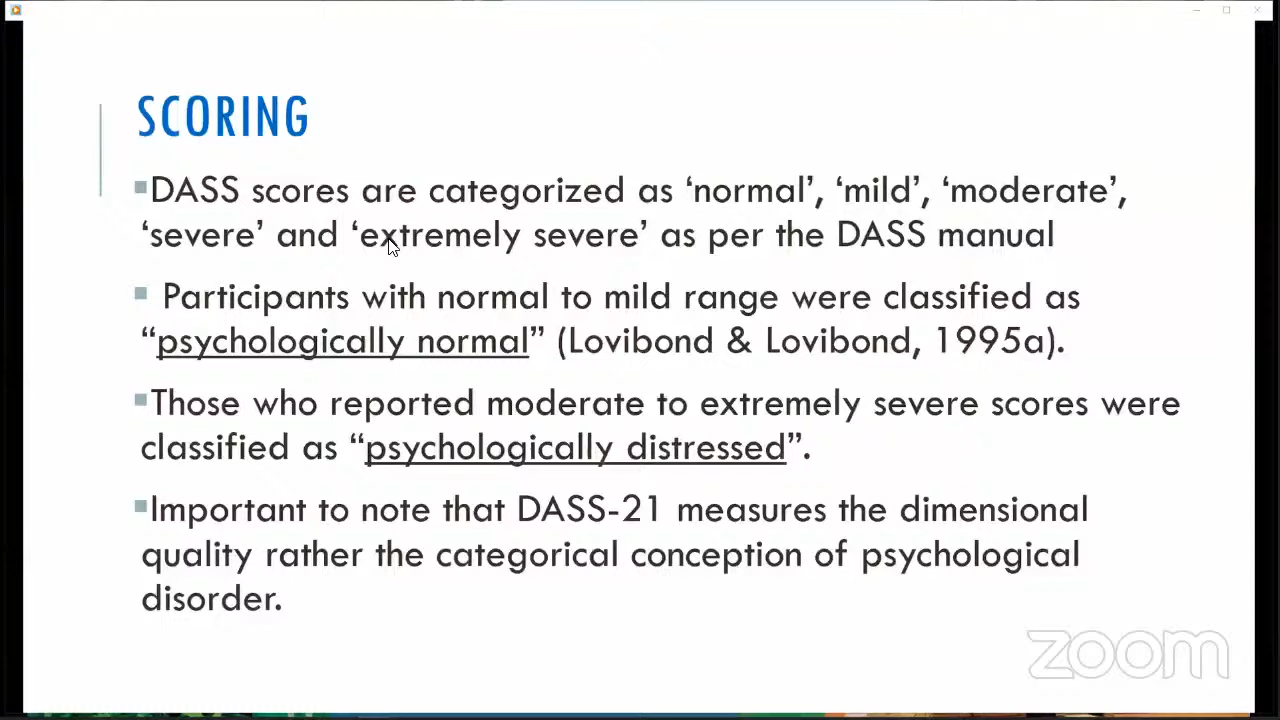 SCORING
▪DASS scores are categorized as ‘normal’, ‘mild’, ‘moderate’,
‘severe’ and ‘extremely severe’ as per the DASS manual
▪ Participants with normal to mild range were classified as
“psychologically normal” (Lovibond & Lovibond, 1995a).
▪Those who reported moderate to extremely severe scores were
classified as “psychologically distressed”.
▪Important to note that DASS-21 measures the dimensional
quality rather the categorical conception of psychological
disorder.
zoom